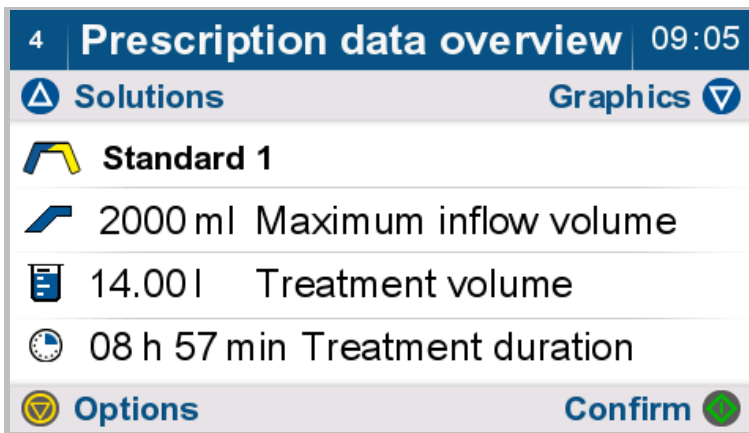 4 Prescription data overview 09:05
Solutions Graphics
Standard 1
2000 ml Maximum inflow volume
14.00 l Treatment volume
08 h 57 min Treatment duration
Options Confirm